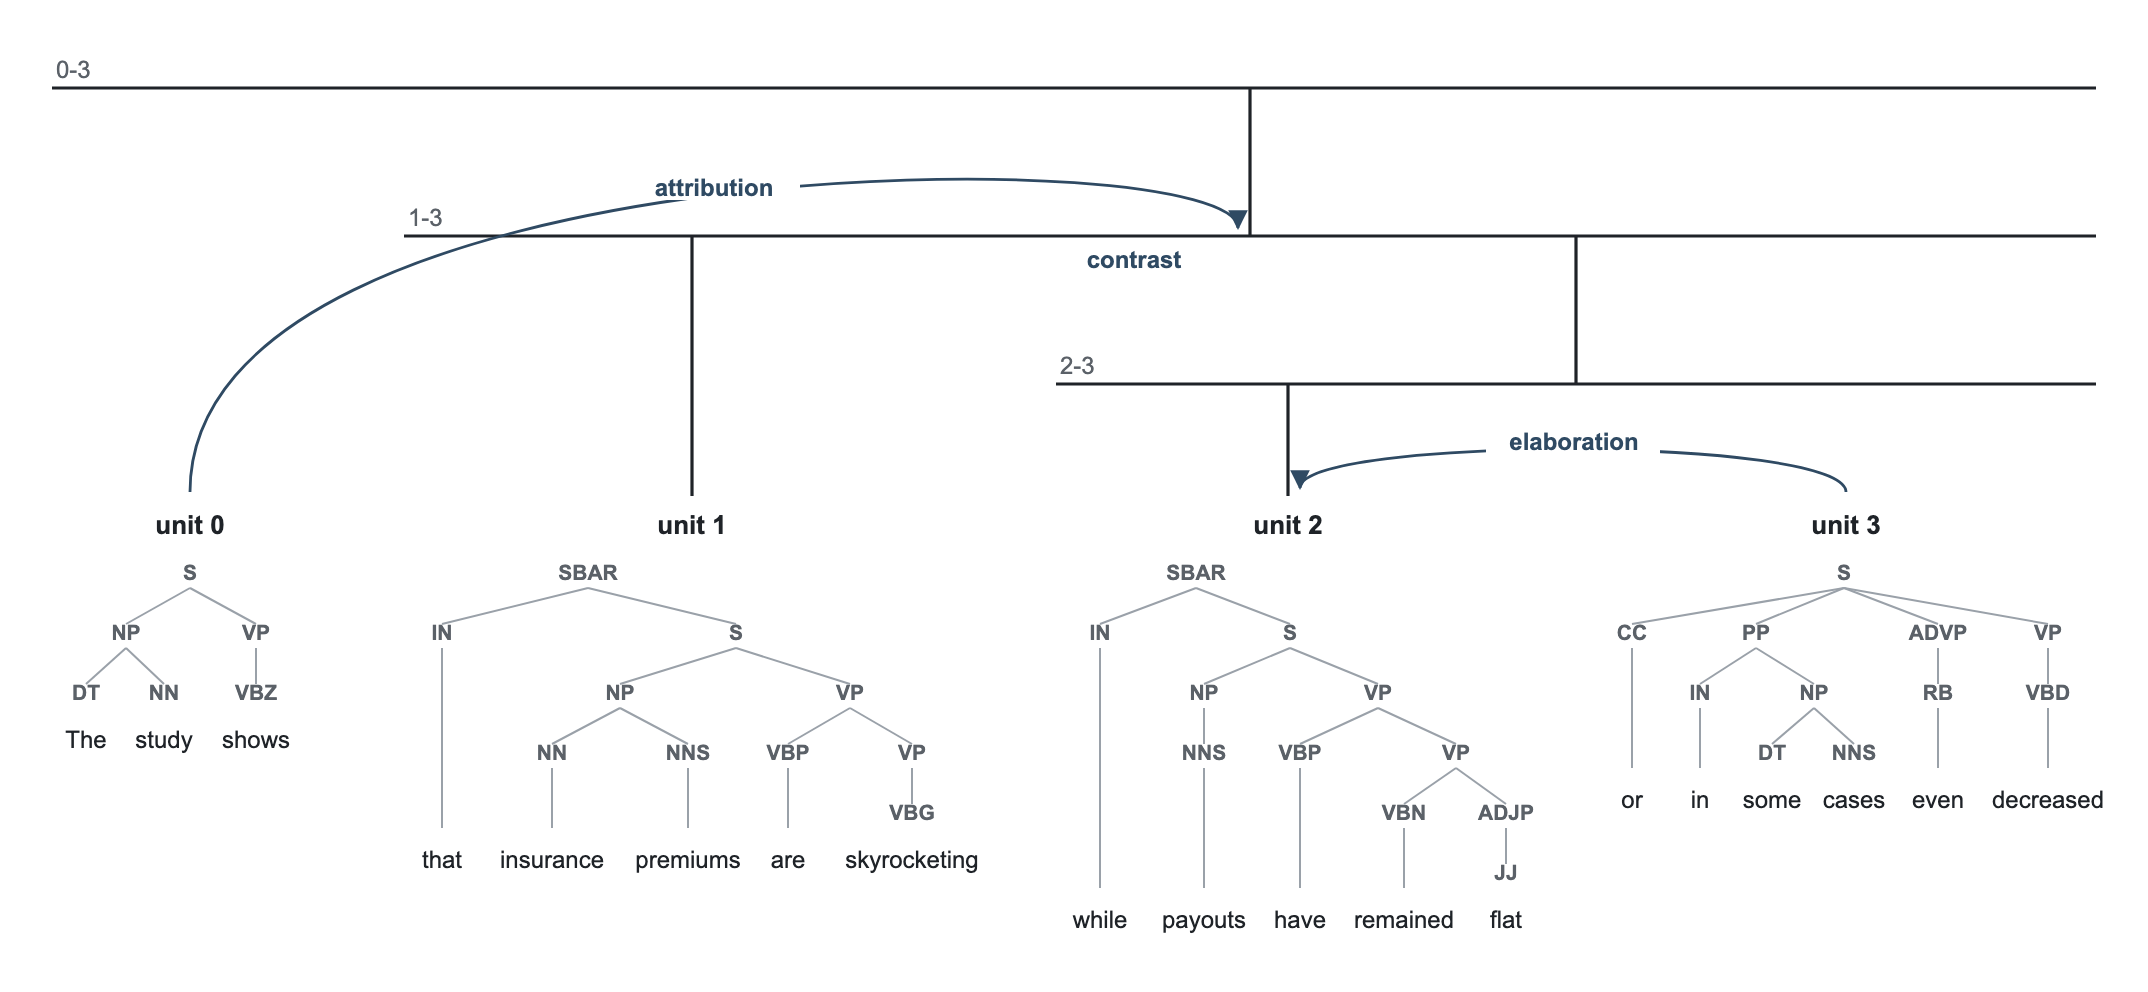 0-3
attribution
1-3
contrast
2-3
elaboration
unit 0 unit 1 unit 2 unit 3
S SBAR SBAR S
NP VP IN S IN S CC PP ADVP VP
DT NN VBZ NP VP NP VP IN NP RB VBD
The study shows
NN NNS VBP VP NNS VBP VP DT NNS
or in some cases even decreased
VBG VBN ADJP
that insurance premiums are skyrocketing
JJ
while payouts have remained flat